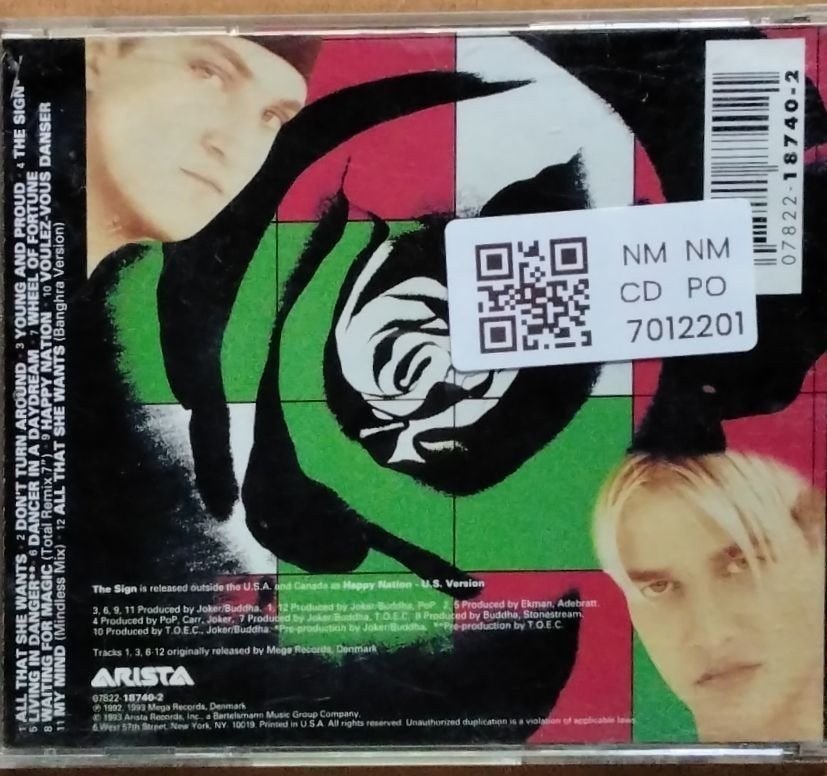 1 ALL THAT SHE WANTS · 2 DON'T TURN AROUND · 3 YOUNG AND PROUD · 4 THE SIGN*
5 LIVING IN DANGER** · 6 DANCER IN A DAYDREAM · 7 WHEEL OF FORTUNE
8 WAITING FOR MAGIC (Total Remix 7") · 9 HAPPY NATION · 10 VOULEZ-VOUS DANSER
11 MY MIND (Mindless Mix) · 12 ALL THAT SHE WANTS (Banghra Version)
07822-18740-2
NM NM
CD PO
7012201
The Sign is released outside the U.S.A. and Canada as Happy Nation - U.S. Version
3, 6, 9, 11 Produced by Joker/Buddha. 1, 12 Produced by Joker/Buddha, PoP. 2, 5 Produced by Ekman, Adebratt.
4 Produced by PoP, Carr, Joker. 7 Produced by Joker/Buddha, T.O.E.C. 8 Produced by Buddha, Stonestream.
10 Produced by T.O.E.C., Joker/Buddha. *Pre-production by Joker/Buddha. **Pre-production by T.O.E.C.
Tracks 1, 3, 6-12 originally released by Mega Records, Denmark
ARISTA
07822-18740-2
℗ 1992, 1993 Mega Records, Denmark
© 1993 Arista Records, Inc., a Bertelsmann Music Group Company,
6 West 57th Street, New York, NY, 10019. Printed in U.S.A. All rights reserved. Unauthorized duplication is a violation of applicable laws.